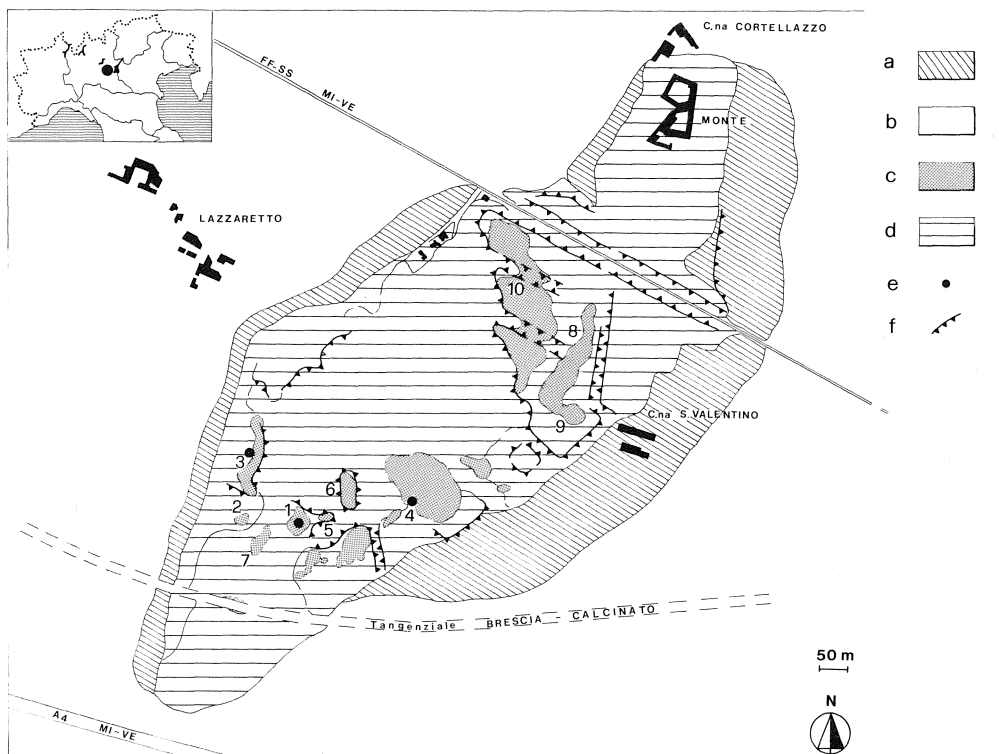 C.na CORTELLAZZO
FF-SS
MI-VE
MONTE
LAZZARETTO
a
b
c
d
e
f
10
8
9
C.na S.VALENTINO
3
6
4
2
1
5
7
Tangenziale BRESCIA - CALCINATO
50 m
N
A4 MI-VE